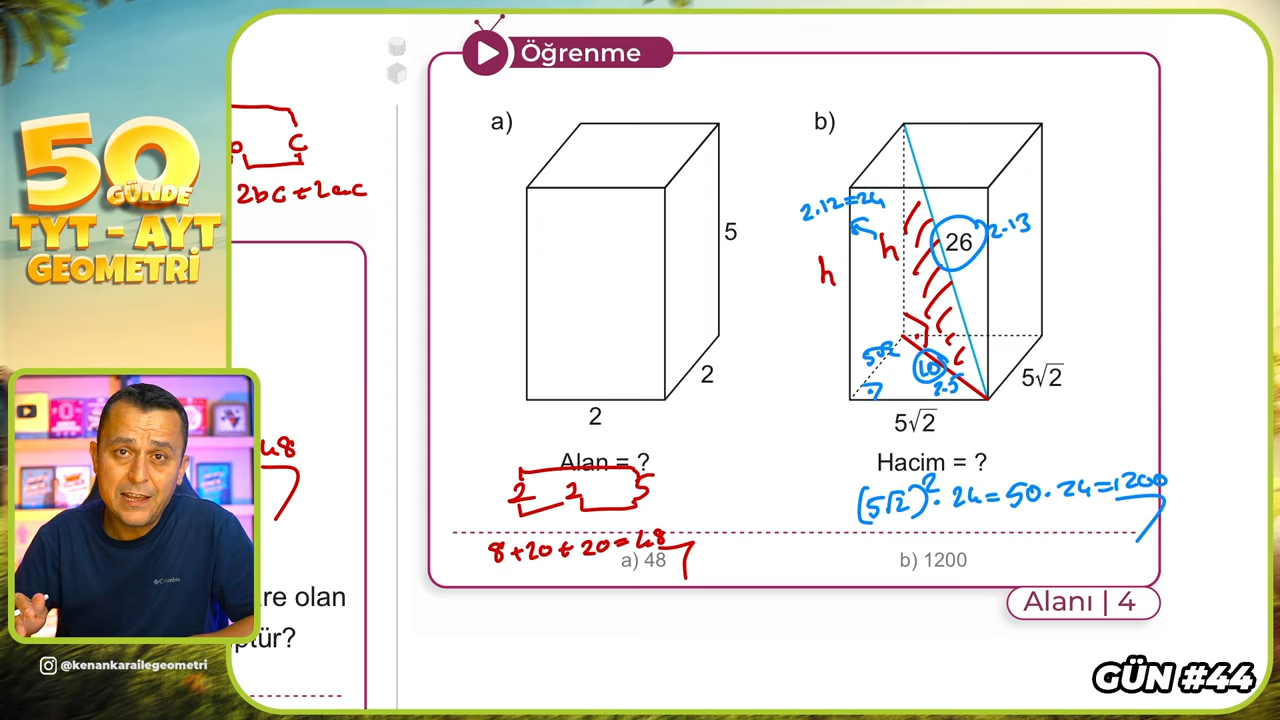 50
GÜNDE
TYT - AYT
GEOMETRİ
C
2bc + 2ac
48
re olan
ptür?
@kenankarailegeometri
Öğrenme
a)
5
2
2
Alan = ?
2 2 5
8+20+20=48
a) 48
b)
2.12=24
h
h
26
2.13
5√2
10
2.5
5√2
5√2
Hacim = ?
(5√2)². 24 = 50 . 24 = 1200
b) 1200
Alanı | 4
GÜN #44